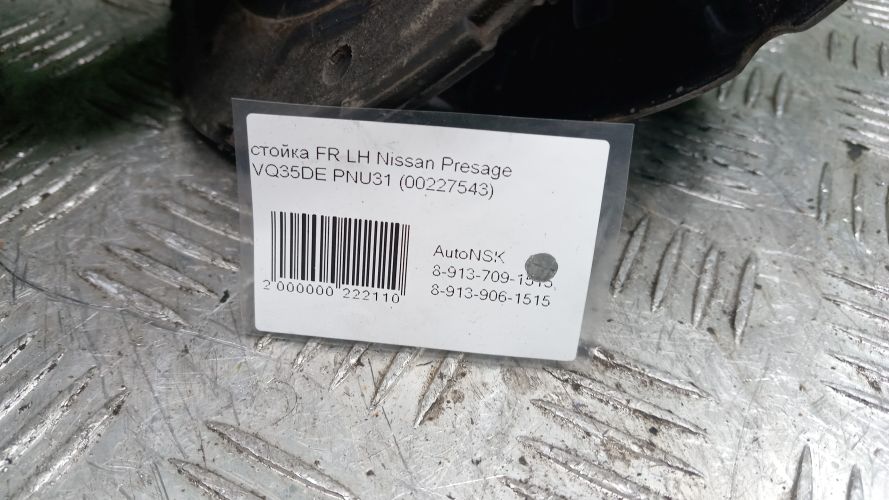 стойка FR LH Nissan Presage
VQ35DE PNU31 (00227543)
AutoNSK
8-913-709-1515,
8-913-906-1515
2 000000 222110